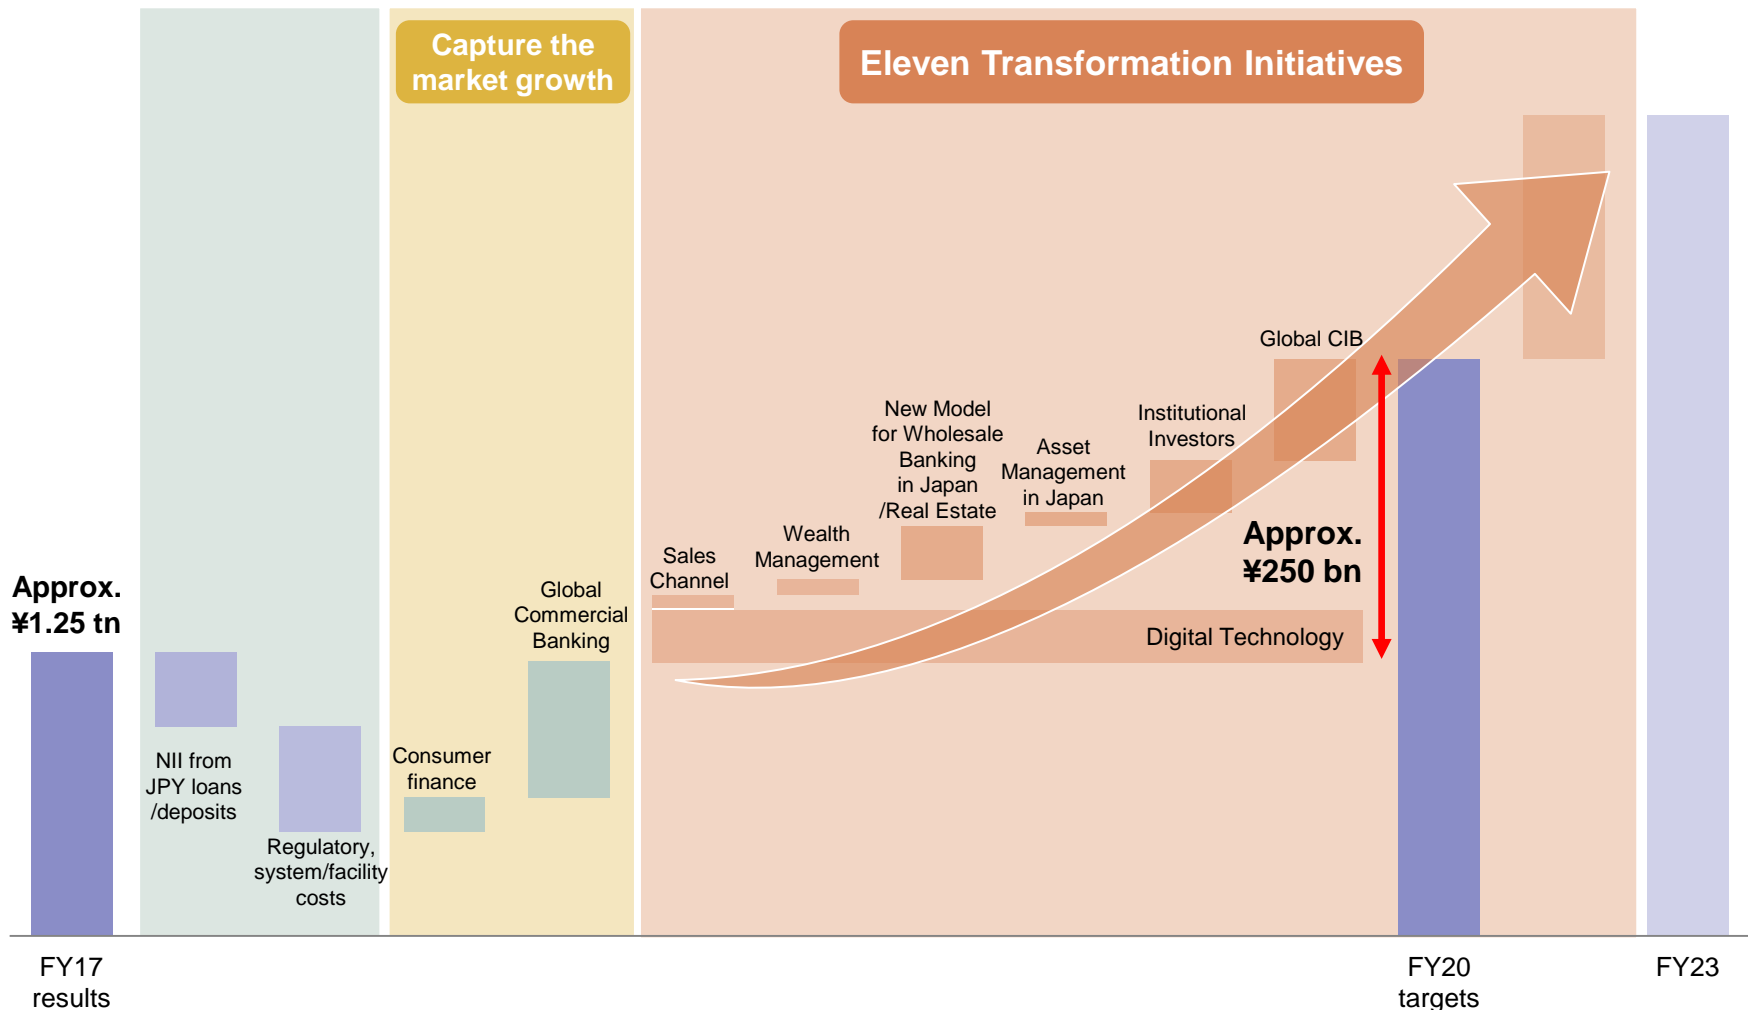 Capture the
market growth
Eleven Transformation Initiatives
Approx.
¥1.25 tn
NII from
JPY loans
/deposits
Regulatory,
system/facility
costs
Consumer
finance
Global
Commercial
Banking
Sales
Channel
Wealth
Management
New Model
for Wholesale
Banking
in Japan
/Real Estate
Asset
Management
in Japan
Institutional
Investors
Global CIB
Approx.
¥250 bn
Digital Technology
FY17
results
FY20
targets
FY23